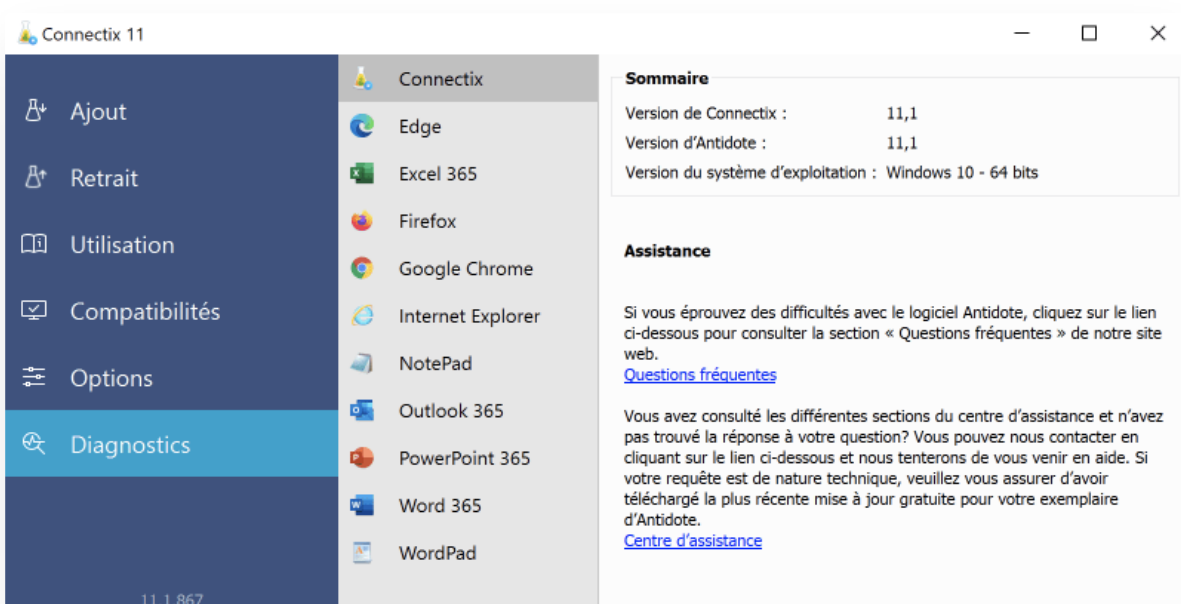 Connectix 11
Ajout
Retrait
Utilisation
Compatibilités
Options
Diagnostics
11.1.867
Connectix
Edge
Excel 365
Firefox
Google Chrome
Internet Explorer
NotePad
Outlook 365
PowerPoint 365
Word 365
WordPad
Sommaire
Version de Connectix : 11,1
Version d'Antidote : 11,1
Version du système d'exploitation : Windows 10 - 64 bits
Assistance
Si vous éprouvez des difficultés avec le logiciel Antidote, cliquez sur le lien
ci-dessous pour consulter la section « Questions fréquentes » de notre site
web.
Questions fréquentes
Vous avez consulté les différentes sections du centre d'assistance et n'avez
pas trouvé la réponse à votre question? Vous pouvez nous contacter en
cliquant sur le lien ci-dessous et nous tenterons de vous venir en aide. Si
votre requête est de nature technique, veuillez vous assurer d'avoir
téléchargé la plus récente mise à jour gratuite pour votre exemplaire
d'Antidote.
Centre d'assistance